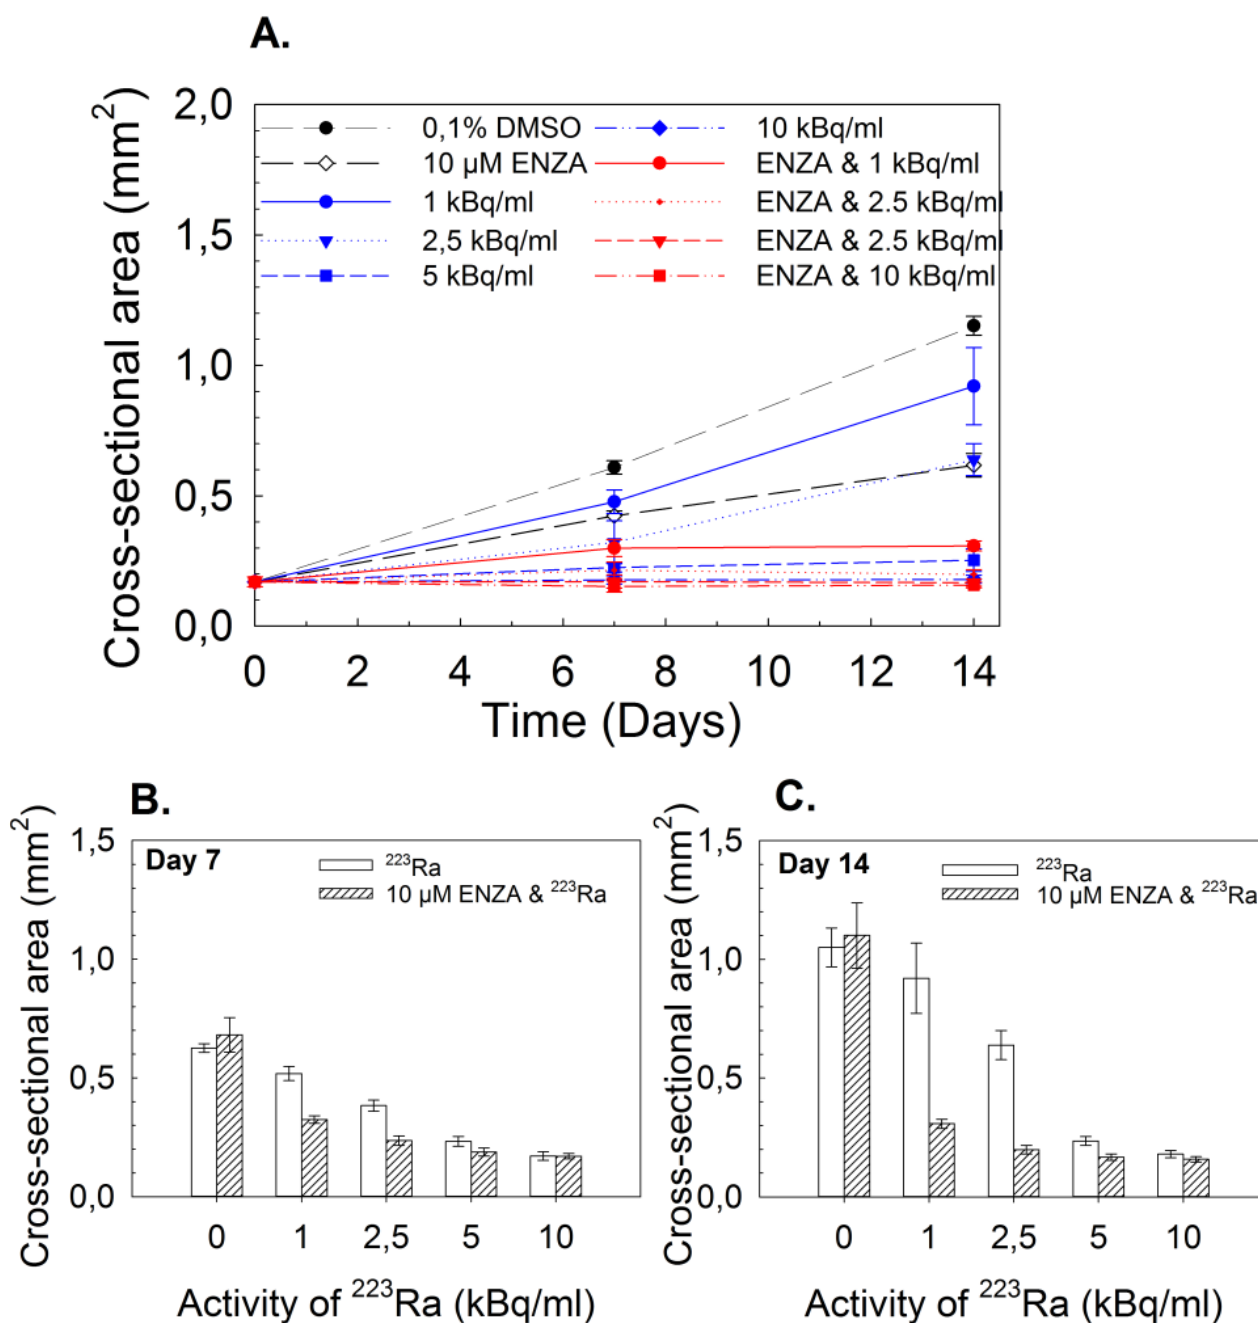 A.
Cross-sectional area (mm²)
2,0
1,5
1,0
0,5
0,0
0,1% DMSO
10 µM ENZA
1 kBq/ml
2,5 kBq/ml
5 kBq/ml
10 kBq/ml
ENZA & 1 kBq/ml
ENZA & 2.5 kBq/ml
ENZA & 2.5 kBq/ml
ENZA & 10 kBq/ml
0 2 4 6 8 10 12 14
Time (Days)
B.
Cross-sectional area (mm²)
1,5
1,0
0,5
0,0
Day 7
²²³Ra
10 µM ENZA & ²²³Ra
0 1 2,5 5 10
Activity of ²²³Ra (kBq/ml)
C.
Cross-sectional area (mm²)
1,5
1,0
0,5
0,0
Day 14
²²³Ra
10 µM ENZA & ²²³Ra
0 1 2,5 5 10
Activity of ²²³Ra (kBq/ml)